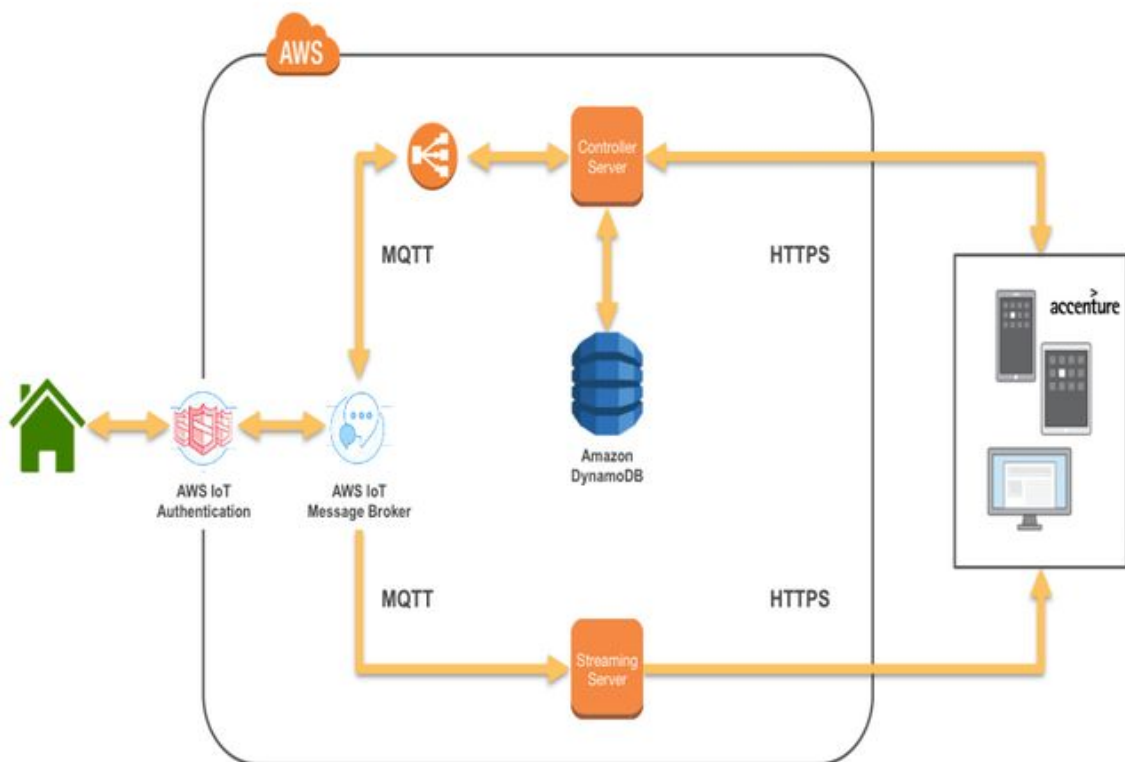 AWS
Controller
Server
MQTT
HTTPS
accenture
Amazon
DynamoDB
AWS IoT
Authentication
AWS IoT
Message Broker
MQTT
HTTPS
Streaming
Server